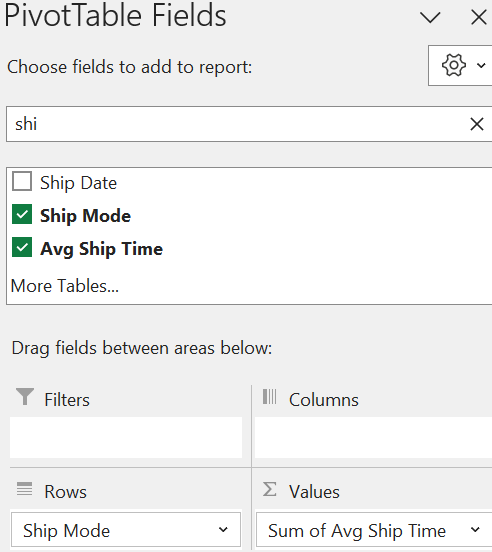 PivotTable Fields
Choose fields to add to report:
shi
Ship Date
Ship Mode
Avg Ship Time
More Tables...
Drag fields between areas below:
Filters
Columns
Rows
Values
Ship Mode
Sum of Avg Ship Time